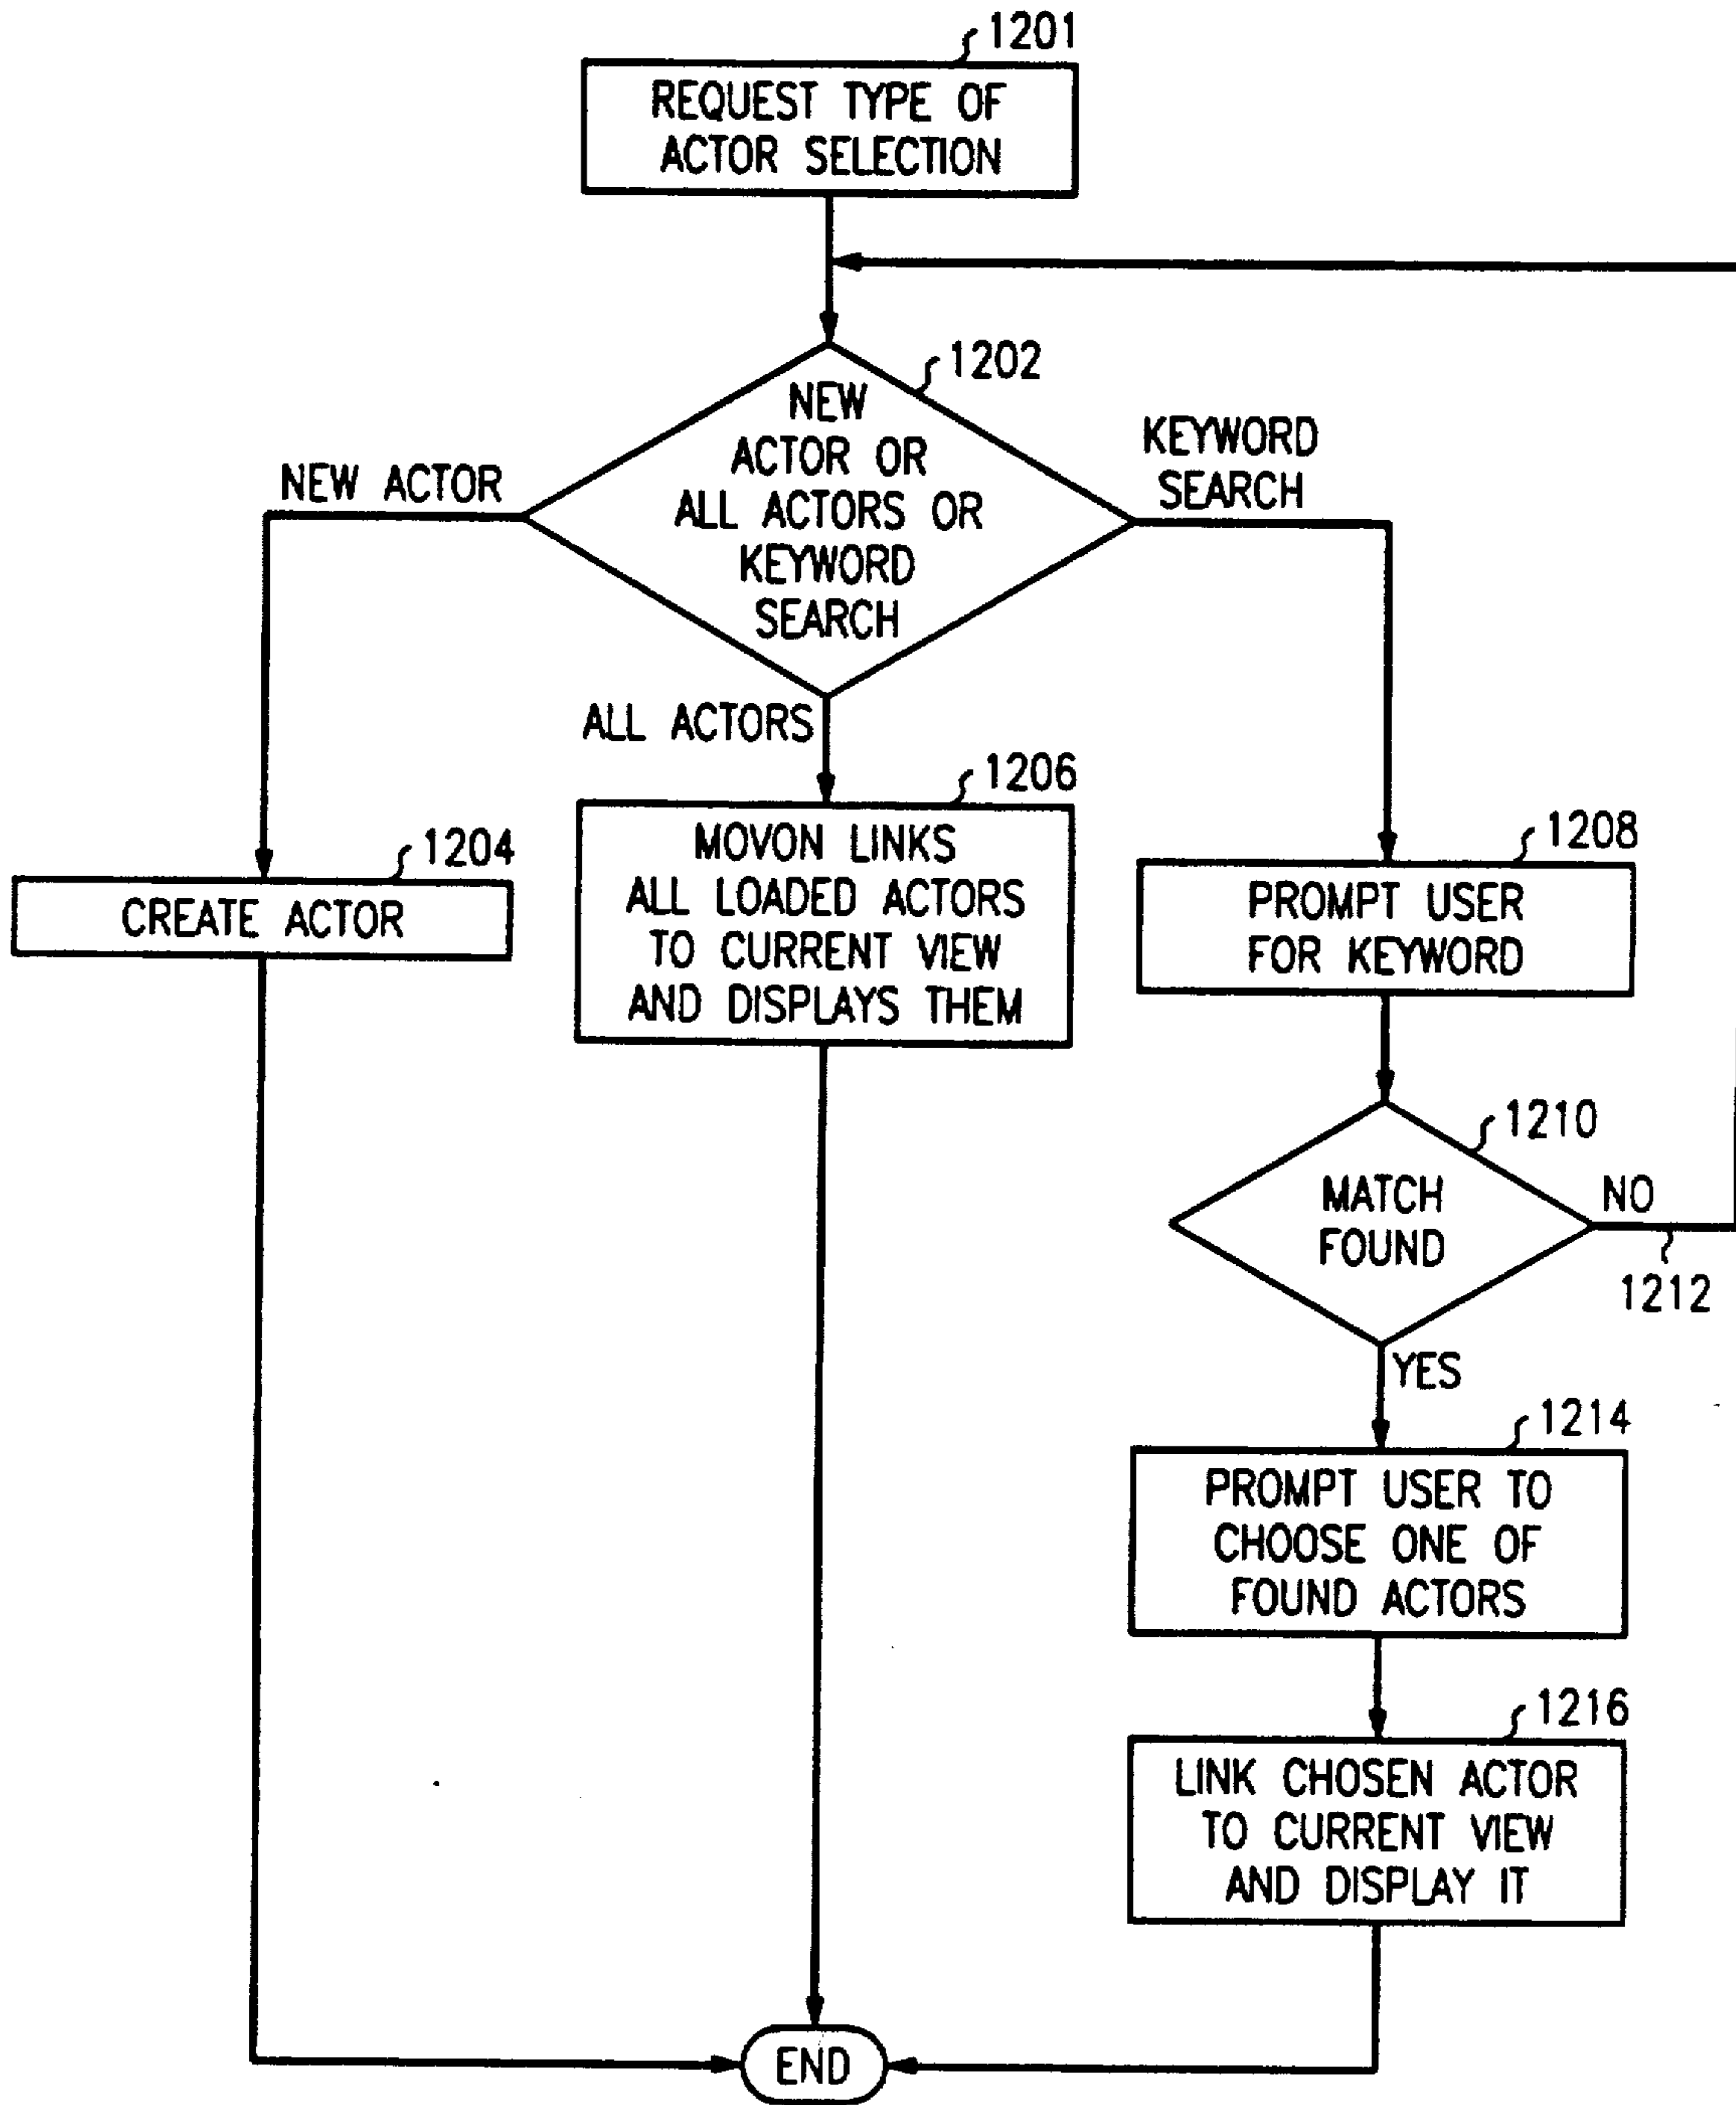 1201
REQUEST TYPE OF
ACTOR SELECTION
1202
NEW
ACTOR OR
ALL ACTORS OR
KEYWORD
SEARCH
NEW ACTOR
KEYWORD
SEARCH
ALL ACTORS
1204
CREATE ACTOR
1206
MOVON LINKS
ALL LOADED ACTORS
TO CURRENT VIEW
AND DISPLAYS THEM
1208
PROMPT USER
FOR KEYWORD
1210
MATCH
FOUND
NO
1212
YES
1214
PROMPT USER TO
CHOOSE ONE OF
FOUND ACTORS
1216
LINK CHOSEN ACTOR
TO CURRENT VIEW
AND DISPLAY IT
END